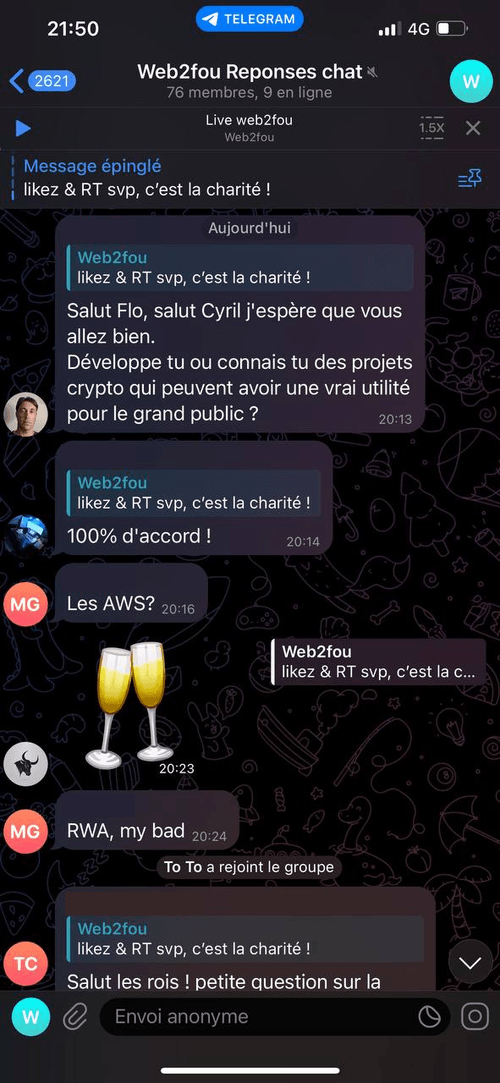 21:50
TELEGRAM
4G
2621
Web2fou Reponses chat
76 membres, 9 en ligne
W
Live web2fou
Web2fou
1.5X
Message épinglé
likez & RT svp, c’est la charité !
Aujourd'hui
Web2fou
likez & RT svp, c’est la charité !
Salut Flo, salut Cyril j'espère que vous
allez bien.
Développe tu ou connais tu des projets
crypto qui peuvent avoir une vrai utilité
pour le grand public ?
20:13
Web2fou
likez & RT svp, c’est la charité !
100% d'accord !
20:14
MG
Les AWS?
20:16
Web2fou
likez & RT svp, c’est la c...
20:23
MG
RWA, my bad
20:24
To To a rejoint le groupe
Web2fou
likez & RT svp, c’est la charité !
TC
Salut les rois ! petite question sur la
W
Envoi anonyme